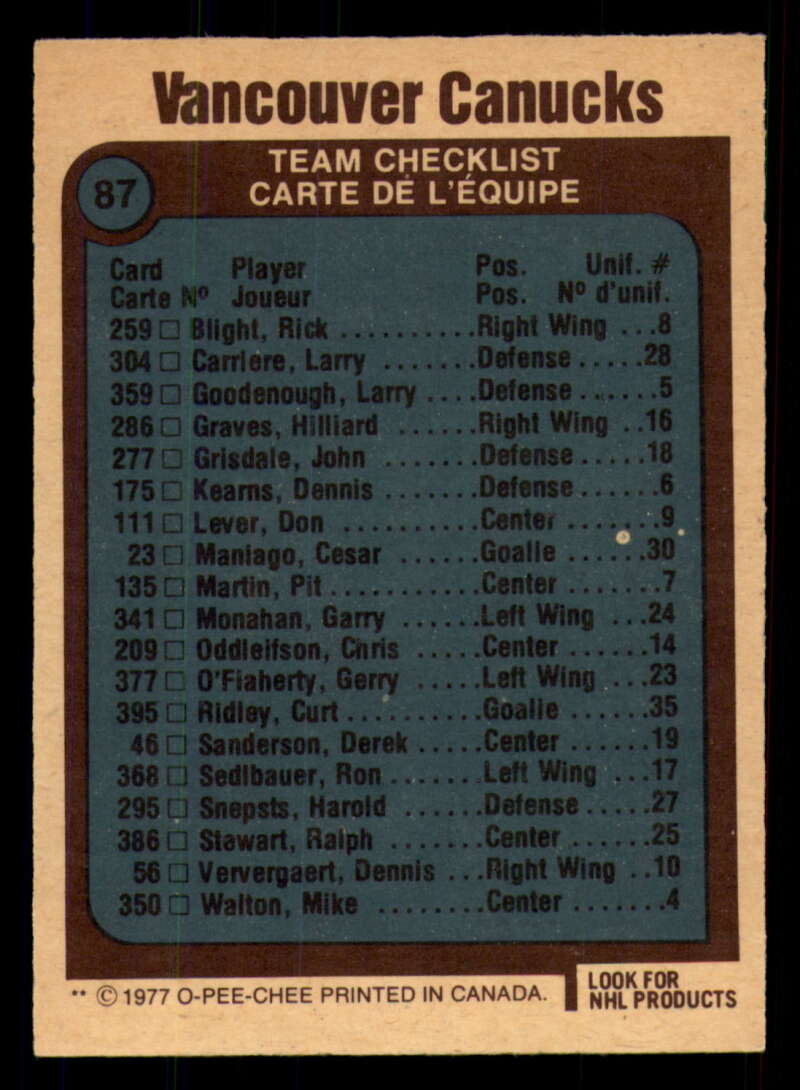 Vancouver Canucks
87
TEAM CHECKLIST
CARTE DE L'ÉQUIPE
Card Player Pos. Unif. #
Carte Nº Joueur Pos. Nº d'unif.
259 □ Blight, Rick ..........Right Wing ...8
304 □ Carriere, Larry .......Defense.....28
359 □ Goodenough, Larry ....Defense.......5
286 □ Graves, Hilliard ......Right Wing ..16
277 □ Grisdale, John .......Defense.....18
175 □ Kearns, Dennis .......Defense......6
111 □ Lever, Don ..........Center .......9
23 □ Maniago, Cesar ......Goalie ......30
135 □ Martin, Pit...........Center ........7
341 □ Monahan, Garry ......Left Wing ...24
209 □ Oddleifson, Chris .....Center ......14
377 □ O'Flaherty, Gerry .....Left Wing ...23
395 □ Ridley, Curt..........Goalie ......35
46 □ Sanderson, Derek .....Center ......19
368 □ Sedlbauer, Ron.......Left Wing ...17
295 □ Snepsts, Harold ......Defense.....27
386 □ Stewart, Ralph .......Center ......25
56 □ Ververgaert, Dennis ...Right Wing ..10
350 □ Walton, Mike ........Center .......4
** © 1977 O-PEE-CHEE PRINTED IN CANADA.
LOOK FOR
NHL PRODUCTS